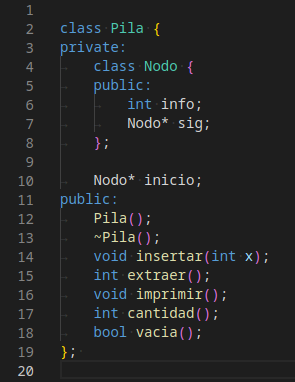 1
2 class Pila {
3 private:
4     class Nodo {
5     public:
6         int info;
7         Nodo* sig;
8     };
9
10     Nodo* inicio;
11 public:
12     Pila();
13     ~Pila();
14     void insertar(int x);
15     int extraer();
16     void imprimir();
17     int cantidad();
18     bool vacia();
19 };
20